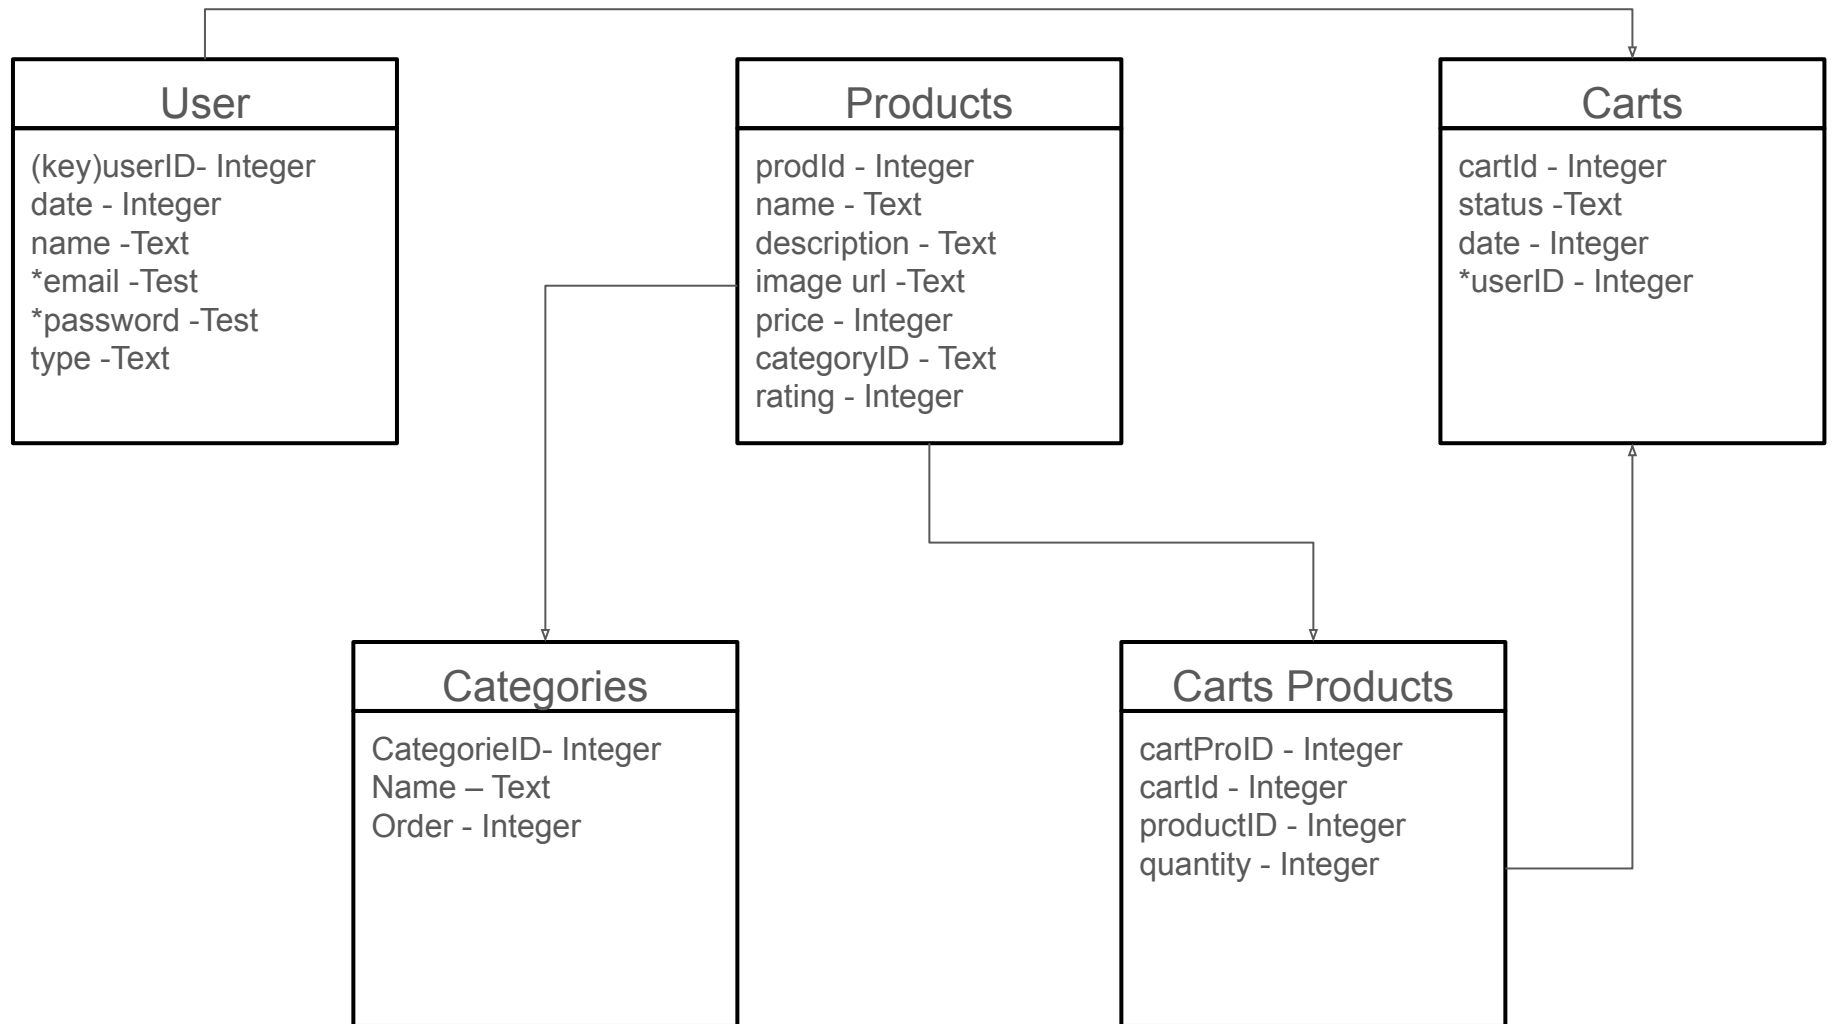 User
(key)userID- Integer
date - Integer
name -Text
*email -Test
*password -Test
type -Text
Products
prodId - Integer
name - Text
description - Text
image url -Text
price - Integer
categoryID - Text
rating - Integer
Carts
cartId - Integer
status -Text
date - Integer
*userID - Integer
Categories
CategorieID- Integer
Name – Text
Order - Integer
Carts Products
cartProID - Integer
cartId - Integer
productID - Integer
quantity - Integer